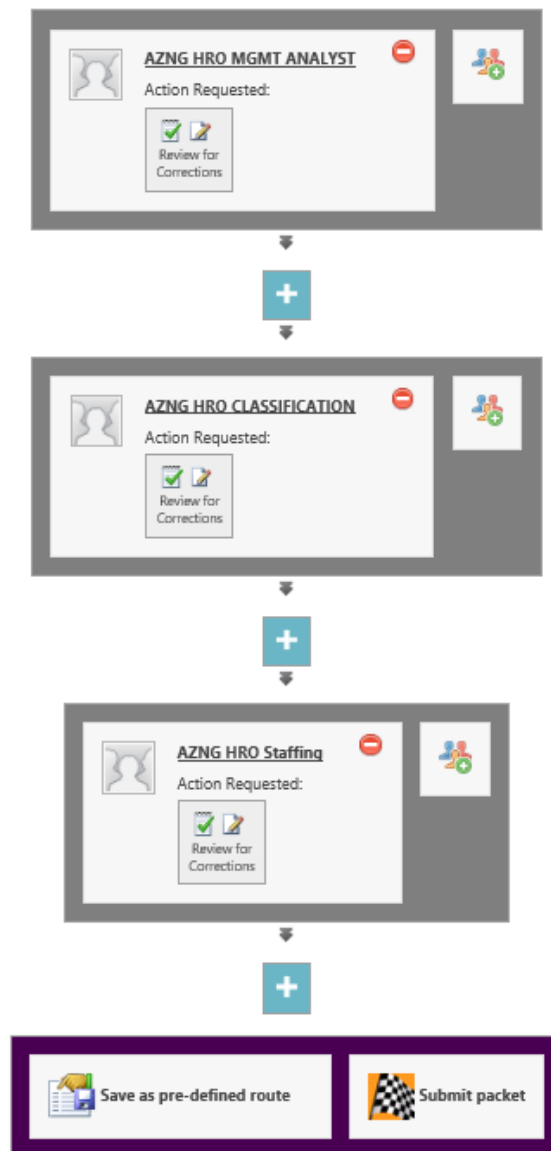 AZNG HRO MGMT ANALYST
Action Requested:
Review for
Corrections
AZNG HRO CLASSIFICATION
Action Requested:
Review for
Corrections
AZNG HRO Staffing
Action Requested:
Review for
Corrections
Save as pre-defined route
Submit packet